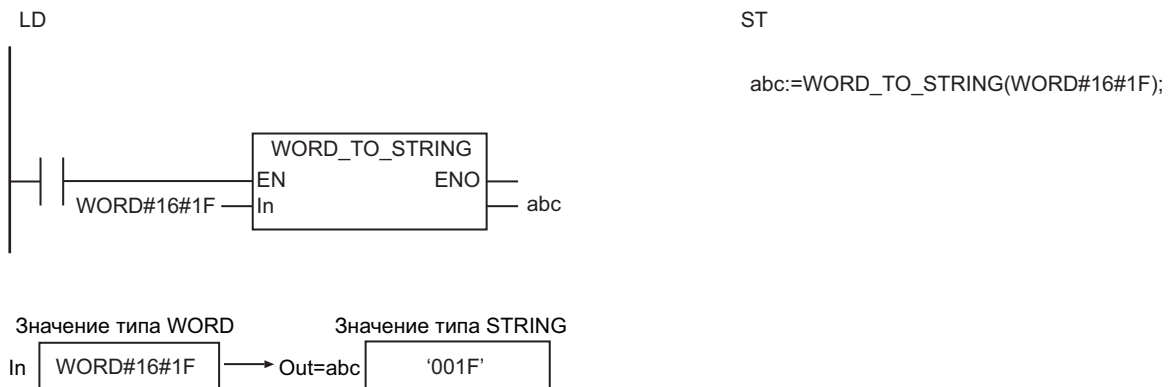 LD
ST
abc:=WORD_TO_STRING(WORD#16#1F);
WORD_TO_STRING
EN ENO
WORD#16#1F In abc
Значение типа WORD Значение типа STRING
In WORD#16#1F Out=abc ‘001F’